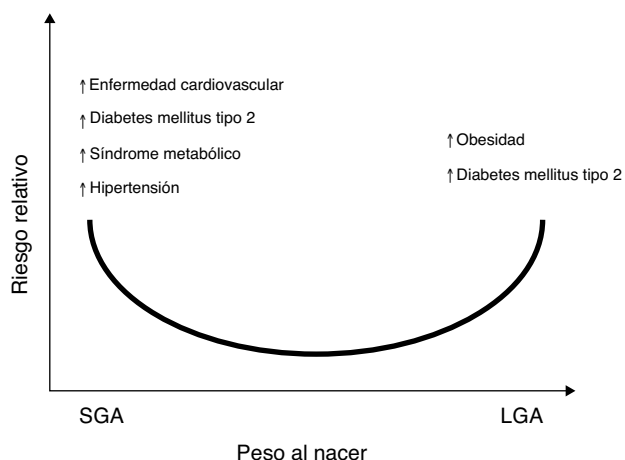 ↑ Enfermedad cardiovascular
↑ Diabetes mellitus tipo 2
↑ Síndrome metabólico
↑ Hipertensión
↑ Obesidad
↑ Diabetes mellitus tipo 2
Riesgo relativo
SGA
LGA
Peso al nacer